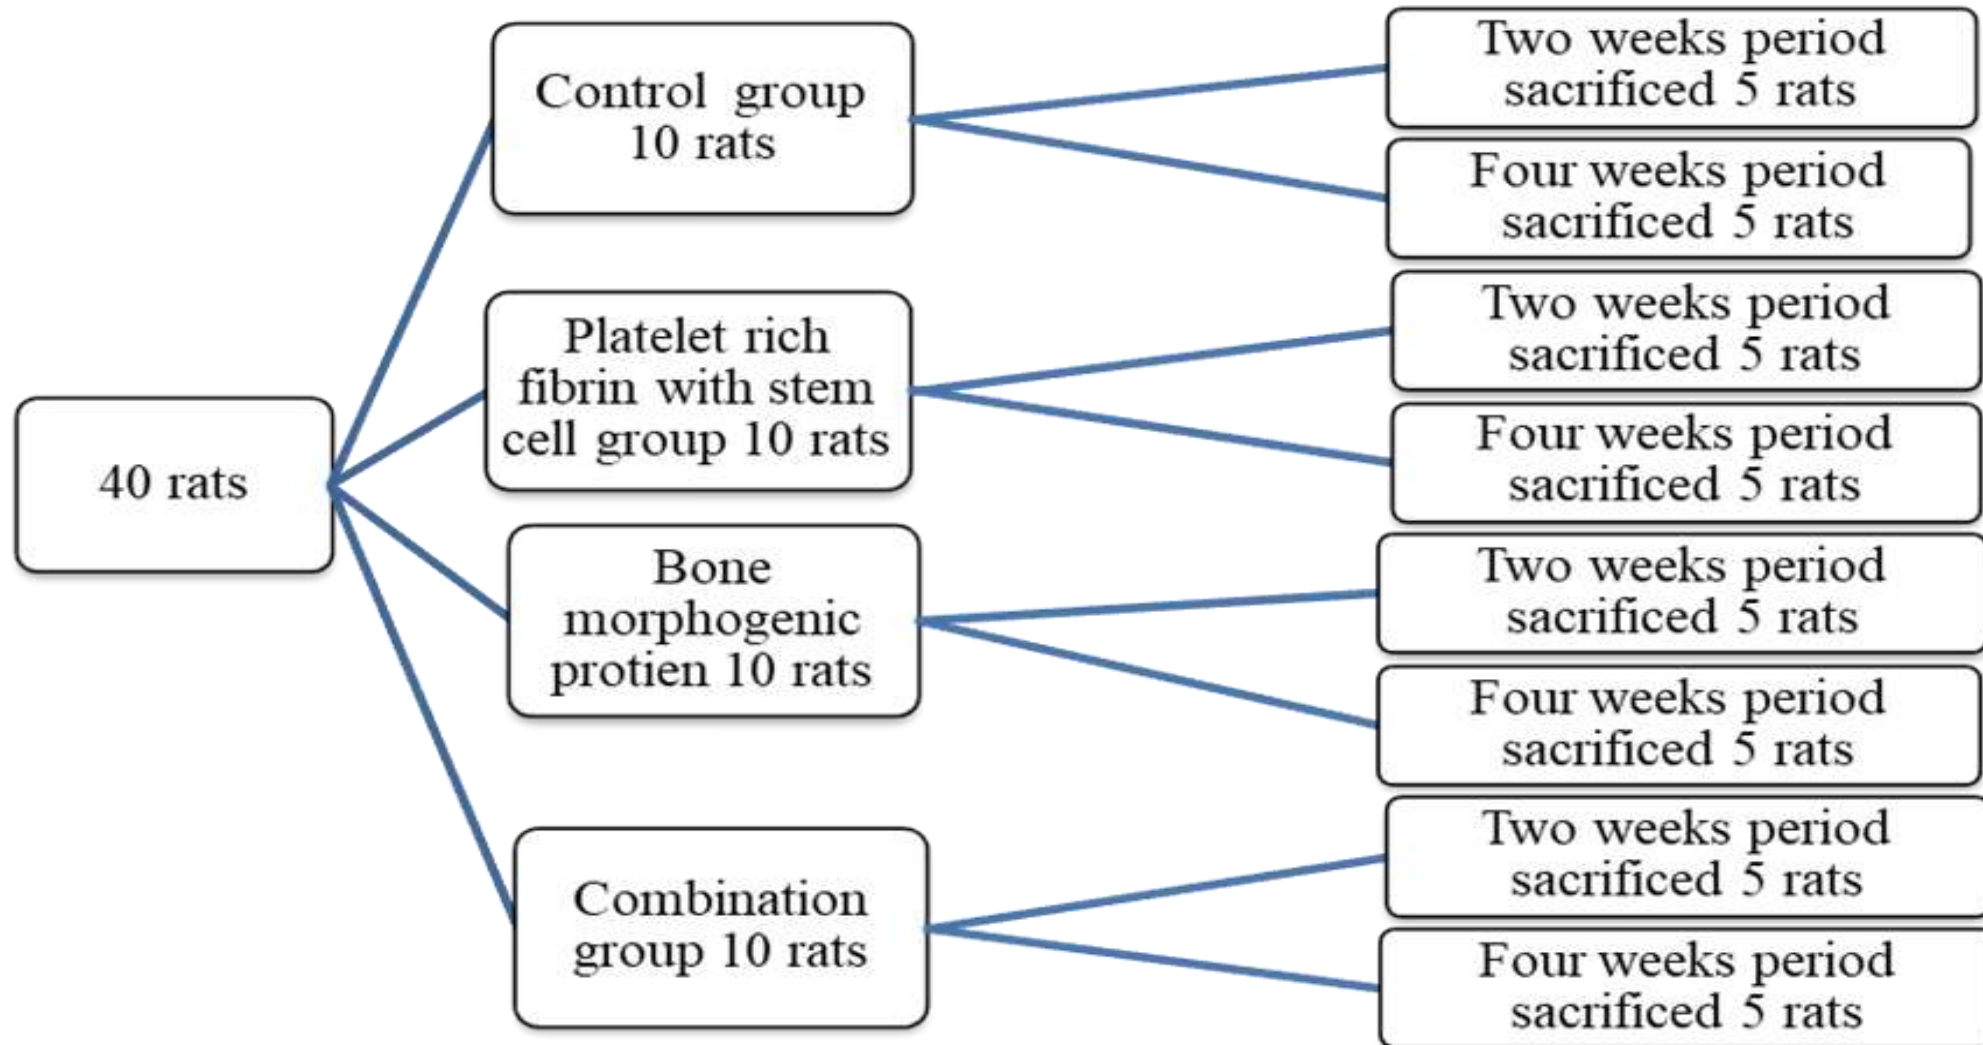 40 rats
Control group
10 rats
Two weeks period
sacrificed 5 rats
Four weeks period
sacrificed 5 rats
Platelet rich
fibrin with stem
cell group 10 rats
Two weeks period
sacrificed 5 rats
Four weeks period
sacrificed 5 rats
Bone
morphogenic
protien 10 rats
Two weeks period
sacrificed 5 rats
Four weeks period
sacrificed 5 rats
Combination
group 10 rats
Two weeks period
sacrificed 5 rats
Four weeks period
sacrificed 5 rats